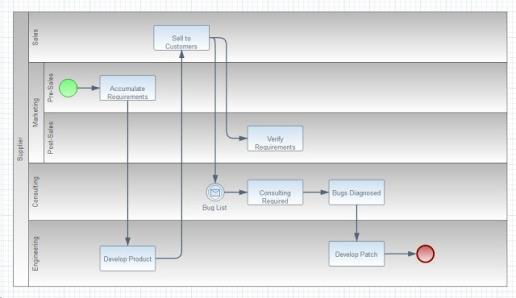 Supplier
Sales
Sell to
Customers
Marketing
Pre-Sales
Accumulate
Requirements
Post-Sales
Verify
Requirements
Consulting
Bug List
Consulting
Required
Bugs Diagnosed
Engineering
Develop Product
Develop Patch